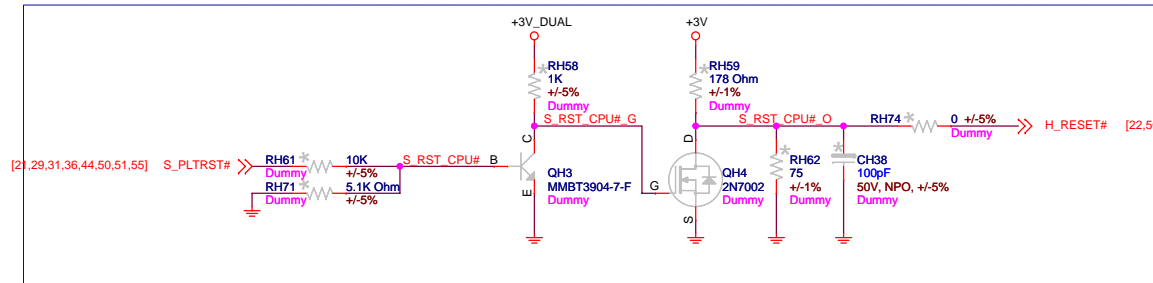 +3V_DUAL
+3V
RH58
1K
+/-5%
Dummy
RH59
178 Ohm
+/-1%
Dummy
S_RST_CPU#_G
S_RST_CPU#_O
RH74
0 +/-5%
Dummy
H_RESET#
[22,5
[21,29,31,36,44,50,51,55]
S_PLTRST#
RH61
10K
Dummy
+/-5%
S_RST_CPU#
RH71
5.1K Ohm
Dummy
+/-5%
B
C
E
QH3
MMBT3904-7-F
Dummy
G
D
S
QH4
2N7002
Dummy
RH62
75
+/-1%
Dummy
CH38
100pF
50V, NPO, +/-5%
Dummy